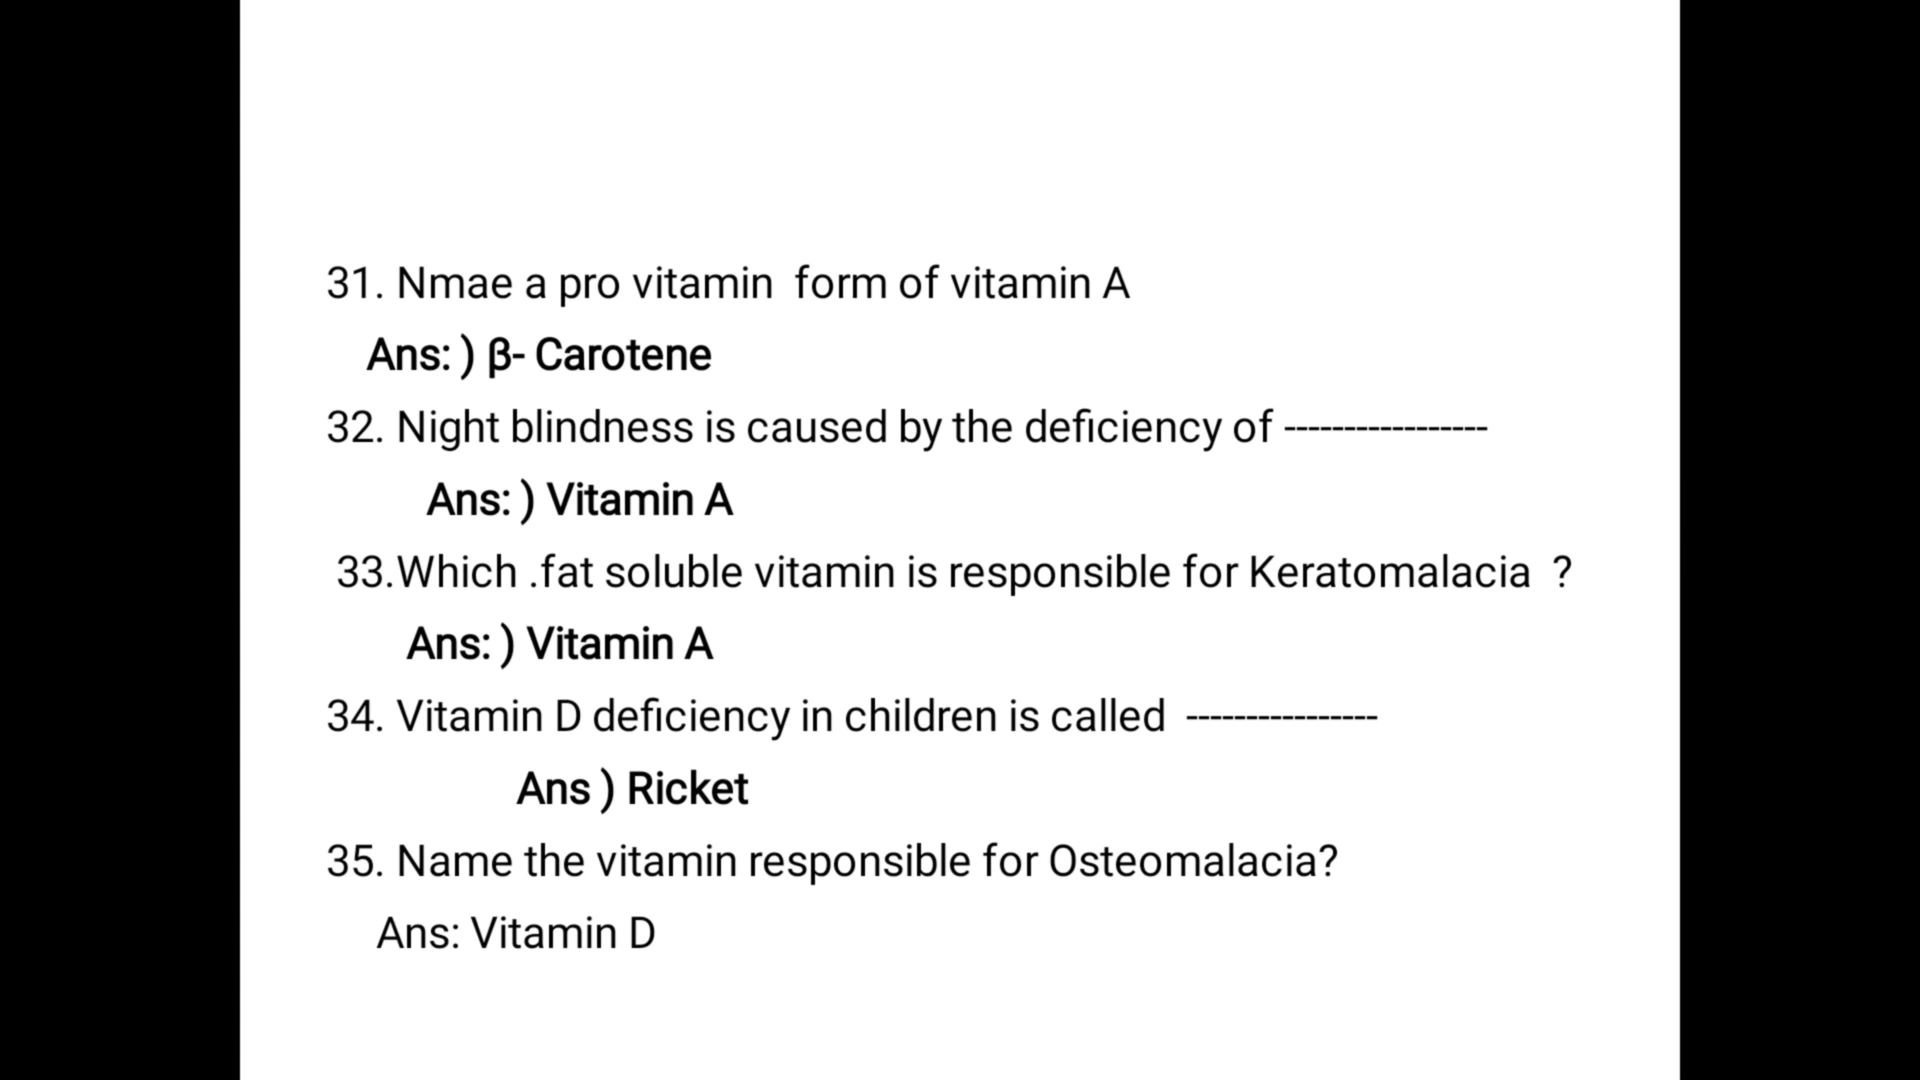 31. Nmae a pro vitamin  form of vitamin A
Ans: ) β- Carotene
32. Night blindness is caused by the deficiency of -----------------
Ans: ) Vitamin A
33.Which .fat soluble vitamin is responsible for Keratomalacia  ?
Ans: ) Vitamin A
34. Vitamin D deficiency in children is called  ----------------
Ans ) Ricket
35. Name the vitamin responsible for Osteomalacia?
Ans: Vitamin D